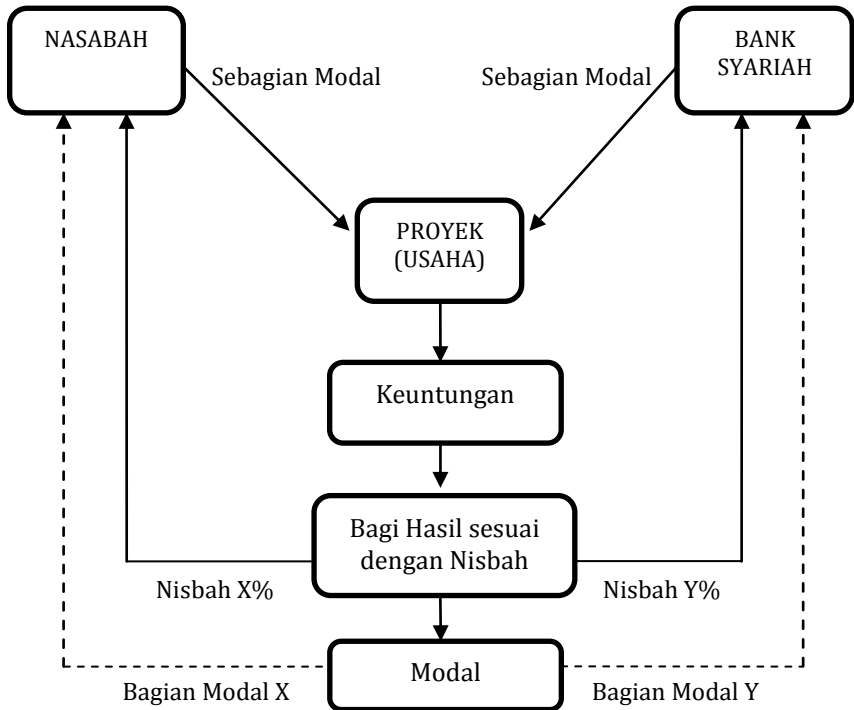 NASABAH
BANK
SYARIAH
Sebagian Modal
Sebagian Modal
PROYEK
(USAHA)
Keuntungan
Bagi Hasil sesuai
dengan Nisbah
Nisbah X%
Nisbah Y%
Modal
Bagian Modal X
Bagian Modal Y